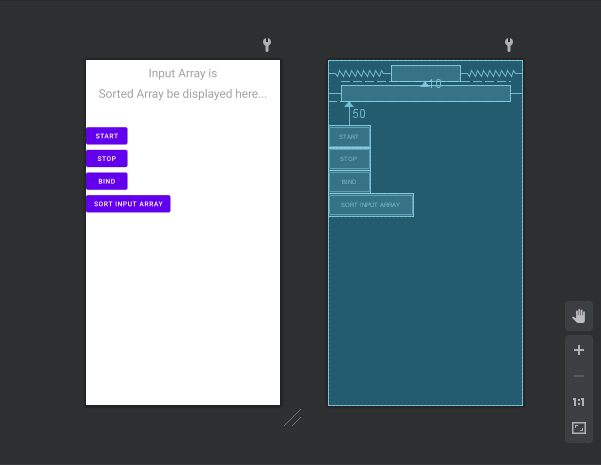 Input Array is
Sorted Array be displayed here...
START
STOP
BIND
SORT INPUT ARRAY
10
50
START
STOP
BIND
SORT INPUT ARRAY
1:1